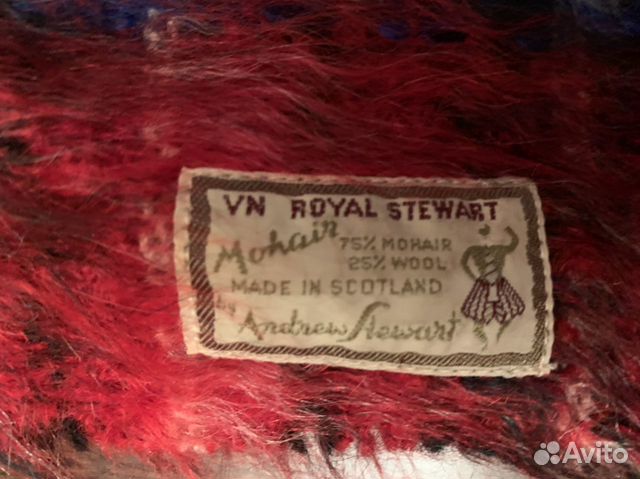 VN ROYAL STEWART
Mohair 75% MOHAIR
25% WOOL
MADE IN SCOTLAND
by Andrew Stewart
Avito